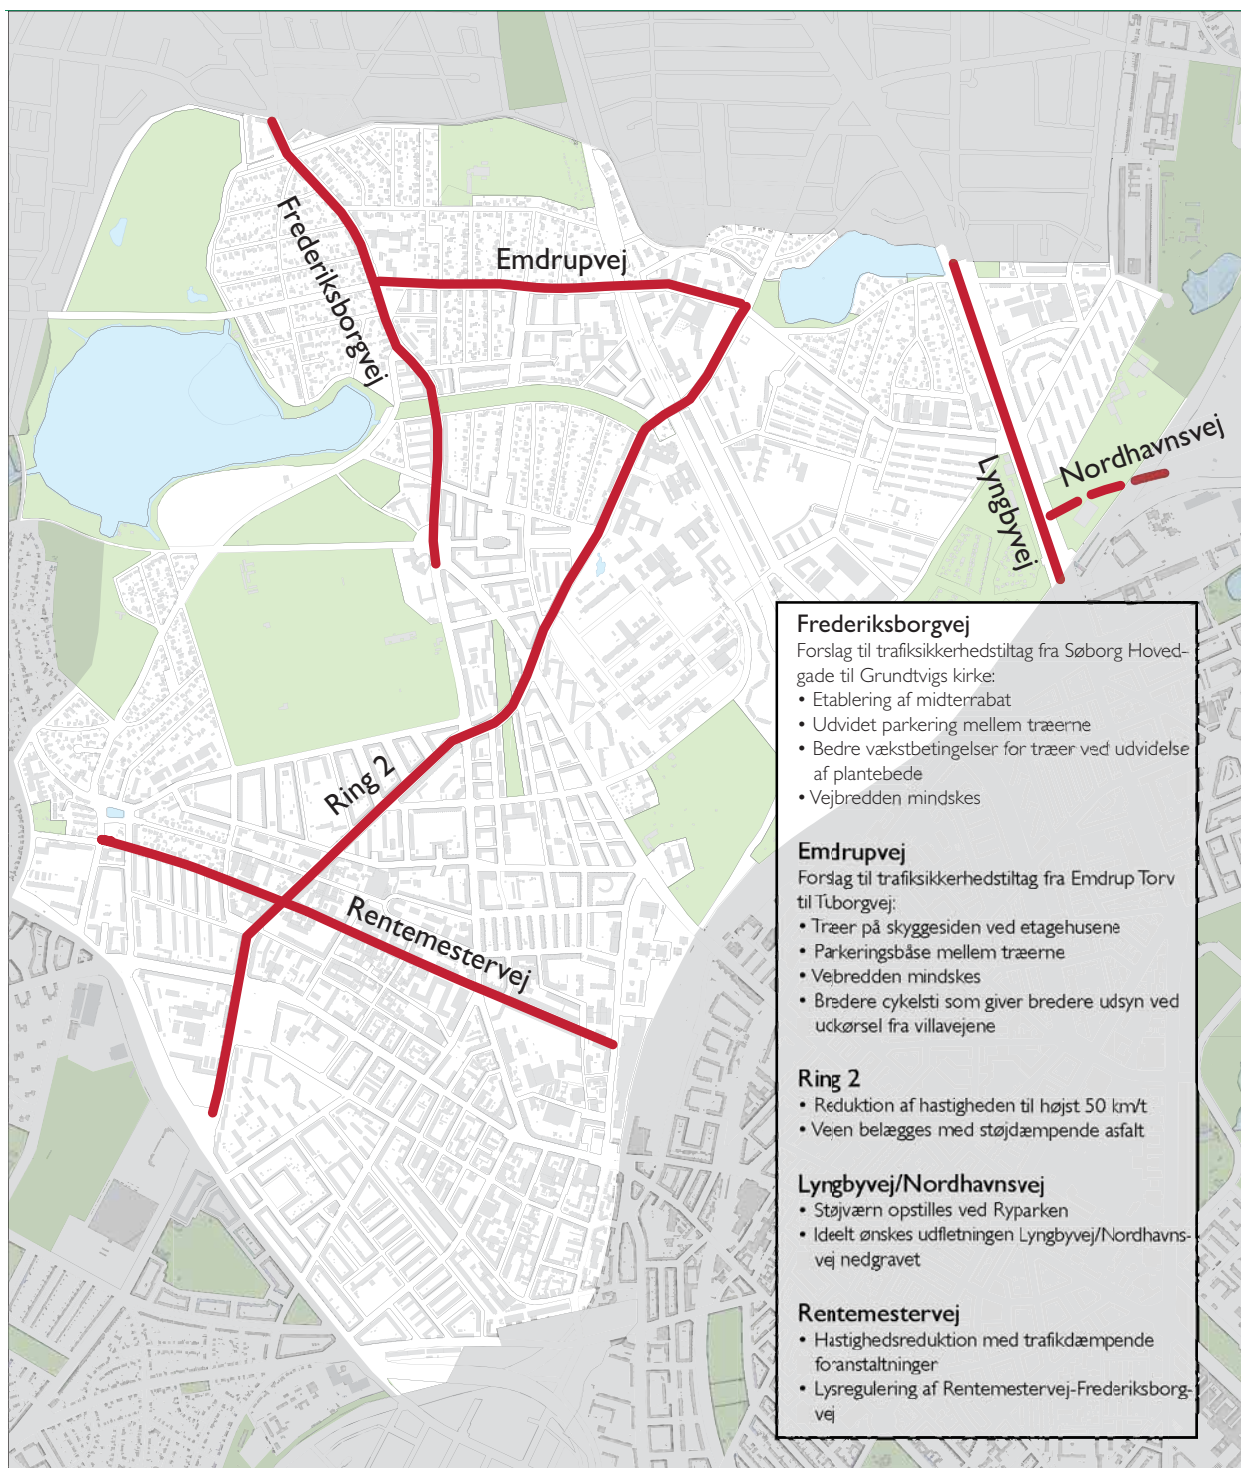 Frederiksborgvej
Emdrupvej
Lyngbyvej
Nordhavnsvej
Ring 2
Rentemestervej
Frederiksborgvej
Forslag til trafiksikkerhedstiltag fra Søborg Hoved-
gade til Grundtvigs kirke:
• Etablering af midterrabat
• Udvidet parkering mellem træerne
• Bedre vækstbetingelser for træer ved udvidelse
af plantebede
• Vejbredden mindskes
Emdrupvej
Forslag til trafiksikkerhedstiltag fra Emdrup Torv
til Tuborgvej:
• Træer på skyggesiden ved etagehusene
• Parkeringsbåse mellem træerne
• Vejbredden mindskes
• Bredere cykelsti som giver bredere udsyn ved
udkørsel fra villavejene
Ring 2
• Reduktion af hastigheden til højst 50 km/t
• Vejen belægges med støjdæmpende asfalt
Lyngbyvej/Nordhavnsvej
• Støjværn opstilles ved Ryparken
• Ideelt ønskes udfletningen Lyngbyvej/Nordhavns-
vej nedgravet
Rentemestervej
• Hastighedsreduktion med trafikdæmpende
foranstaltninger
• Lysregulering af Rentemestervej-Frederiksborg-
vej